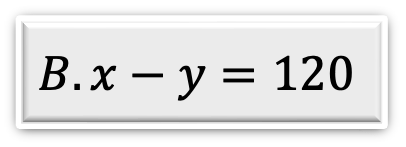 B. x − y = 120